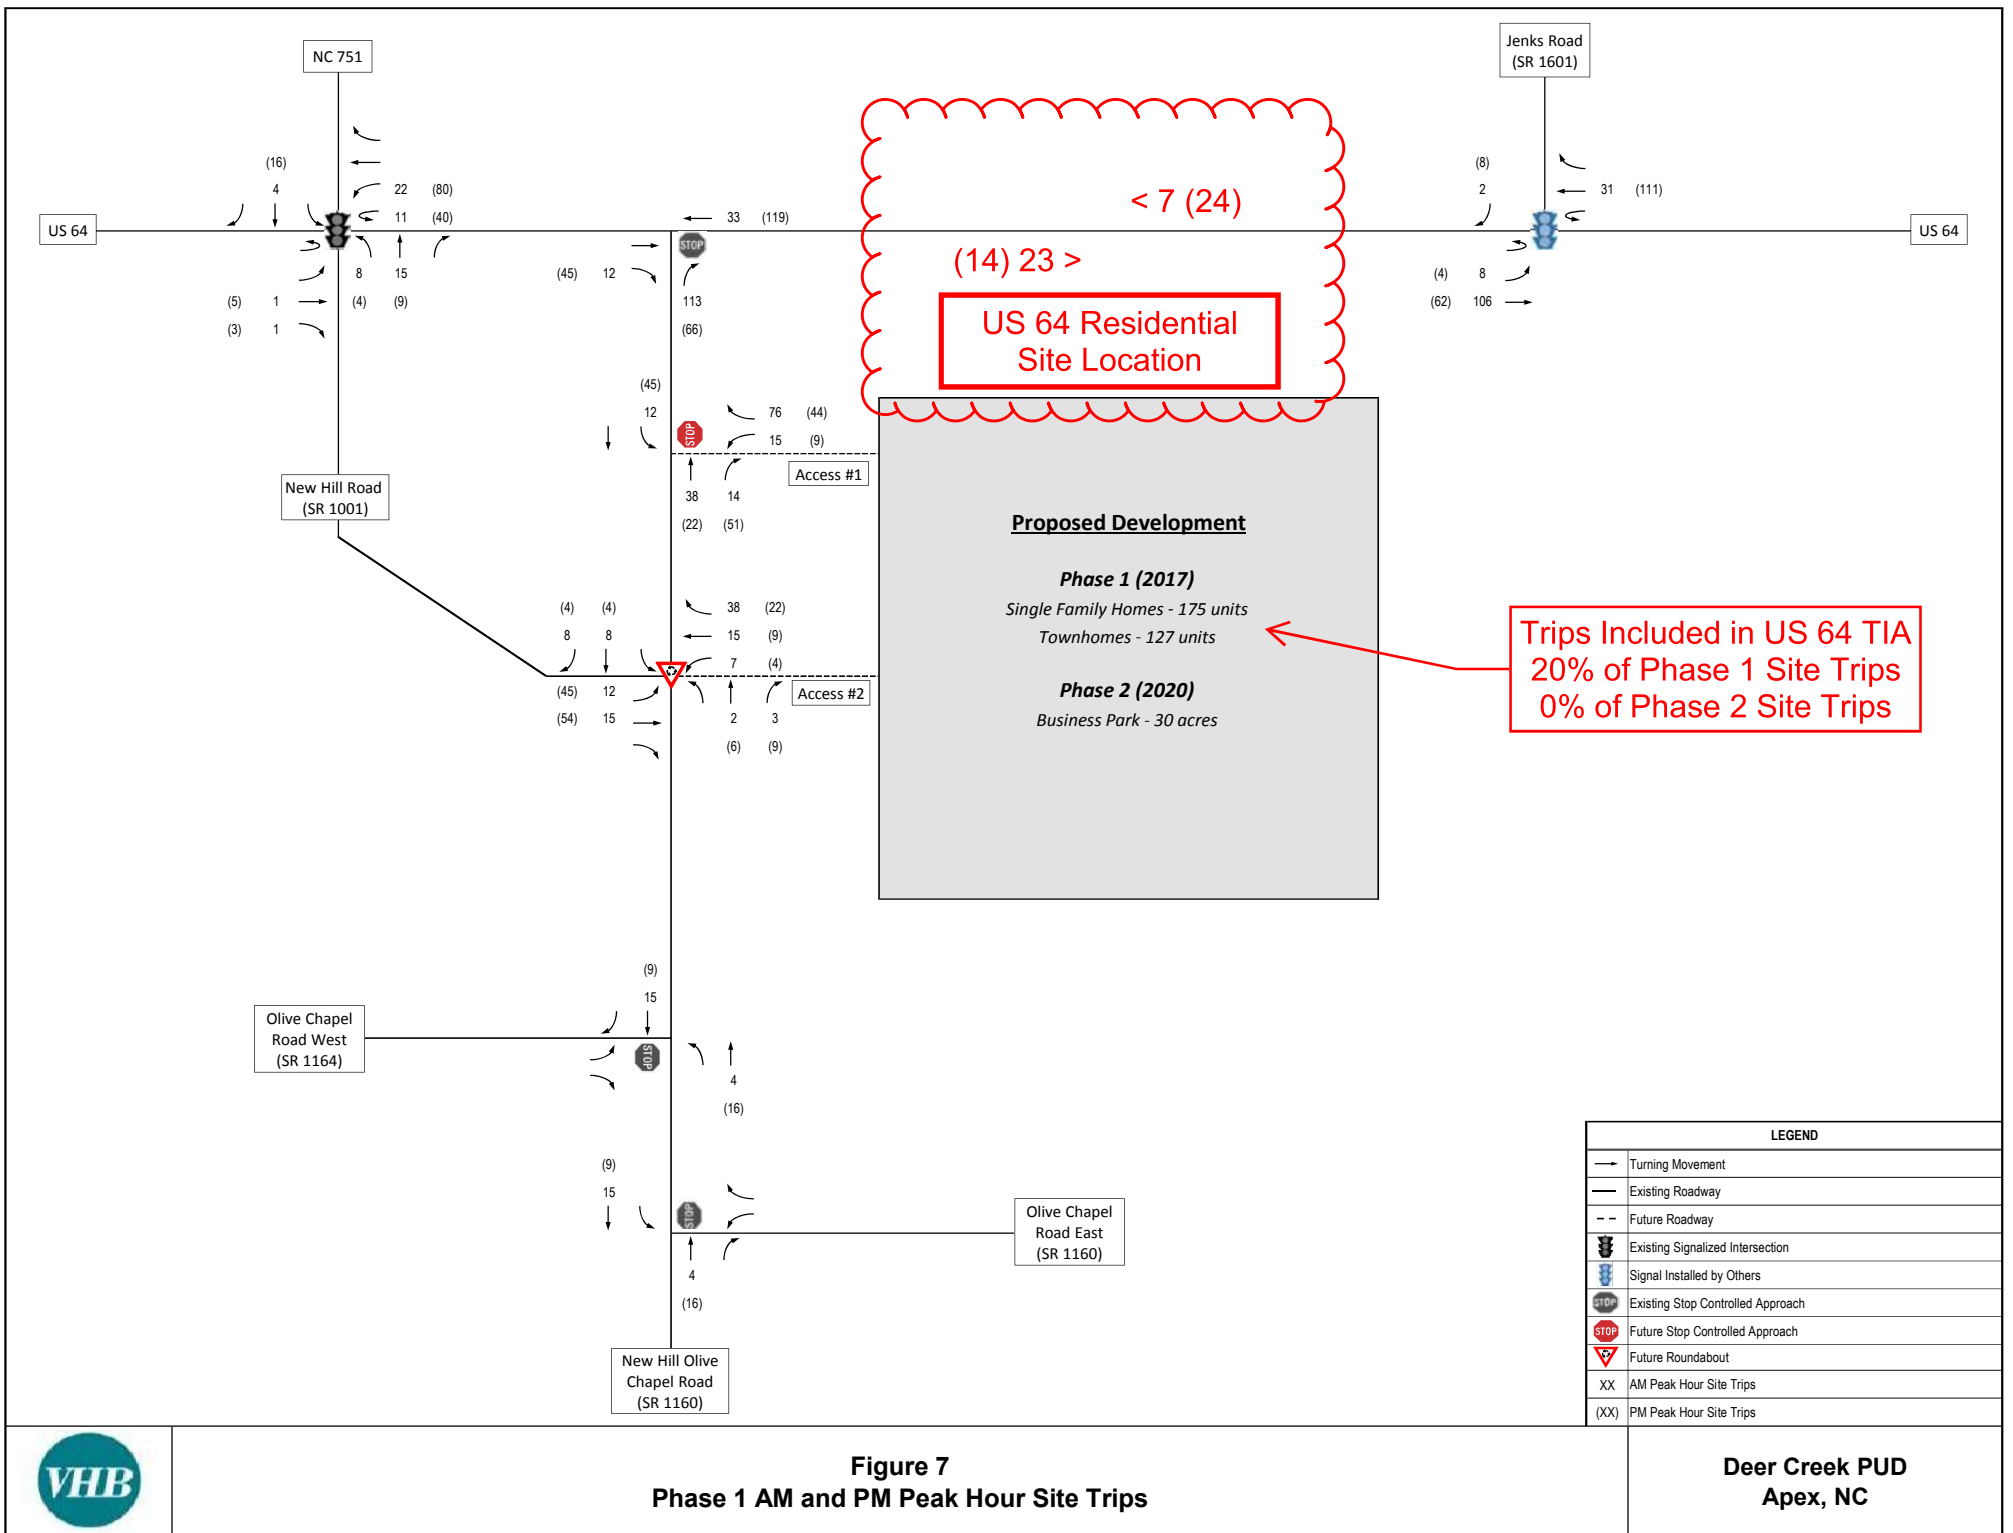 NC 751
Jenks Road
(SR 1601)
(16)
4
22 (80)
11 (40)
US 64
33 (119)
< 7 (24)
(8)
2
31 (111)
US 64
STOP
(14) 23 >
8 15
(4) (9)
(5) 1
(3) 1
(45) 12
113
(66)
(4) 8
(62) 106
US 64 Residential
Site Location
(45)
12
STOP
76 (44)
15 (9)
Access #1
38 14
(22) (51)
New Hill Road
(SR 1001)
Proposed Development
Phase 1 (2017)
Single Family Homes - 175 units
Townhomes - 127 units
Phase 2 (2020)
Business Park - 30 acres
Trips Included in US 64 TIA
20% of Phase 1 Site Trips
0% of Phase 2 Site Trips
(4) (4)
8 8
38 (22)
15 (9)
7 (4)
Access #2
(45) 12
(54) 15
2 3
(6) (9)
(9)
15
Olive Chapel
Road West
(SR 1164)
STOP
4
(16)
(9)
15
STOP
Olive Chapel
Road East
(SR 1160)
4
(16)
New Hill Olive
Chapel Road
(SR 1160)
LEGEND
Turning Movement
Existing Roadway
Future Roadway
Existing Signalized Intersection
Signal Installed by Others
STOP Existing Stop Controlled Approach
STOP Future Stop Controlled Approach
Future Roundabout
XX AM Peak Hour Site Trips
(XX) PM Peak Hour Site Trips
VHB
Figure 7
Phase 1 AM and PM Peak Hour Site Trips
Deer Creek PUD
Apex, NC